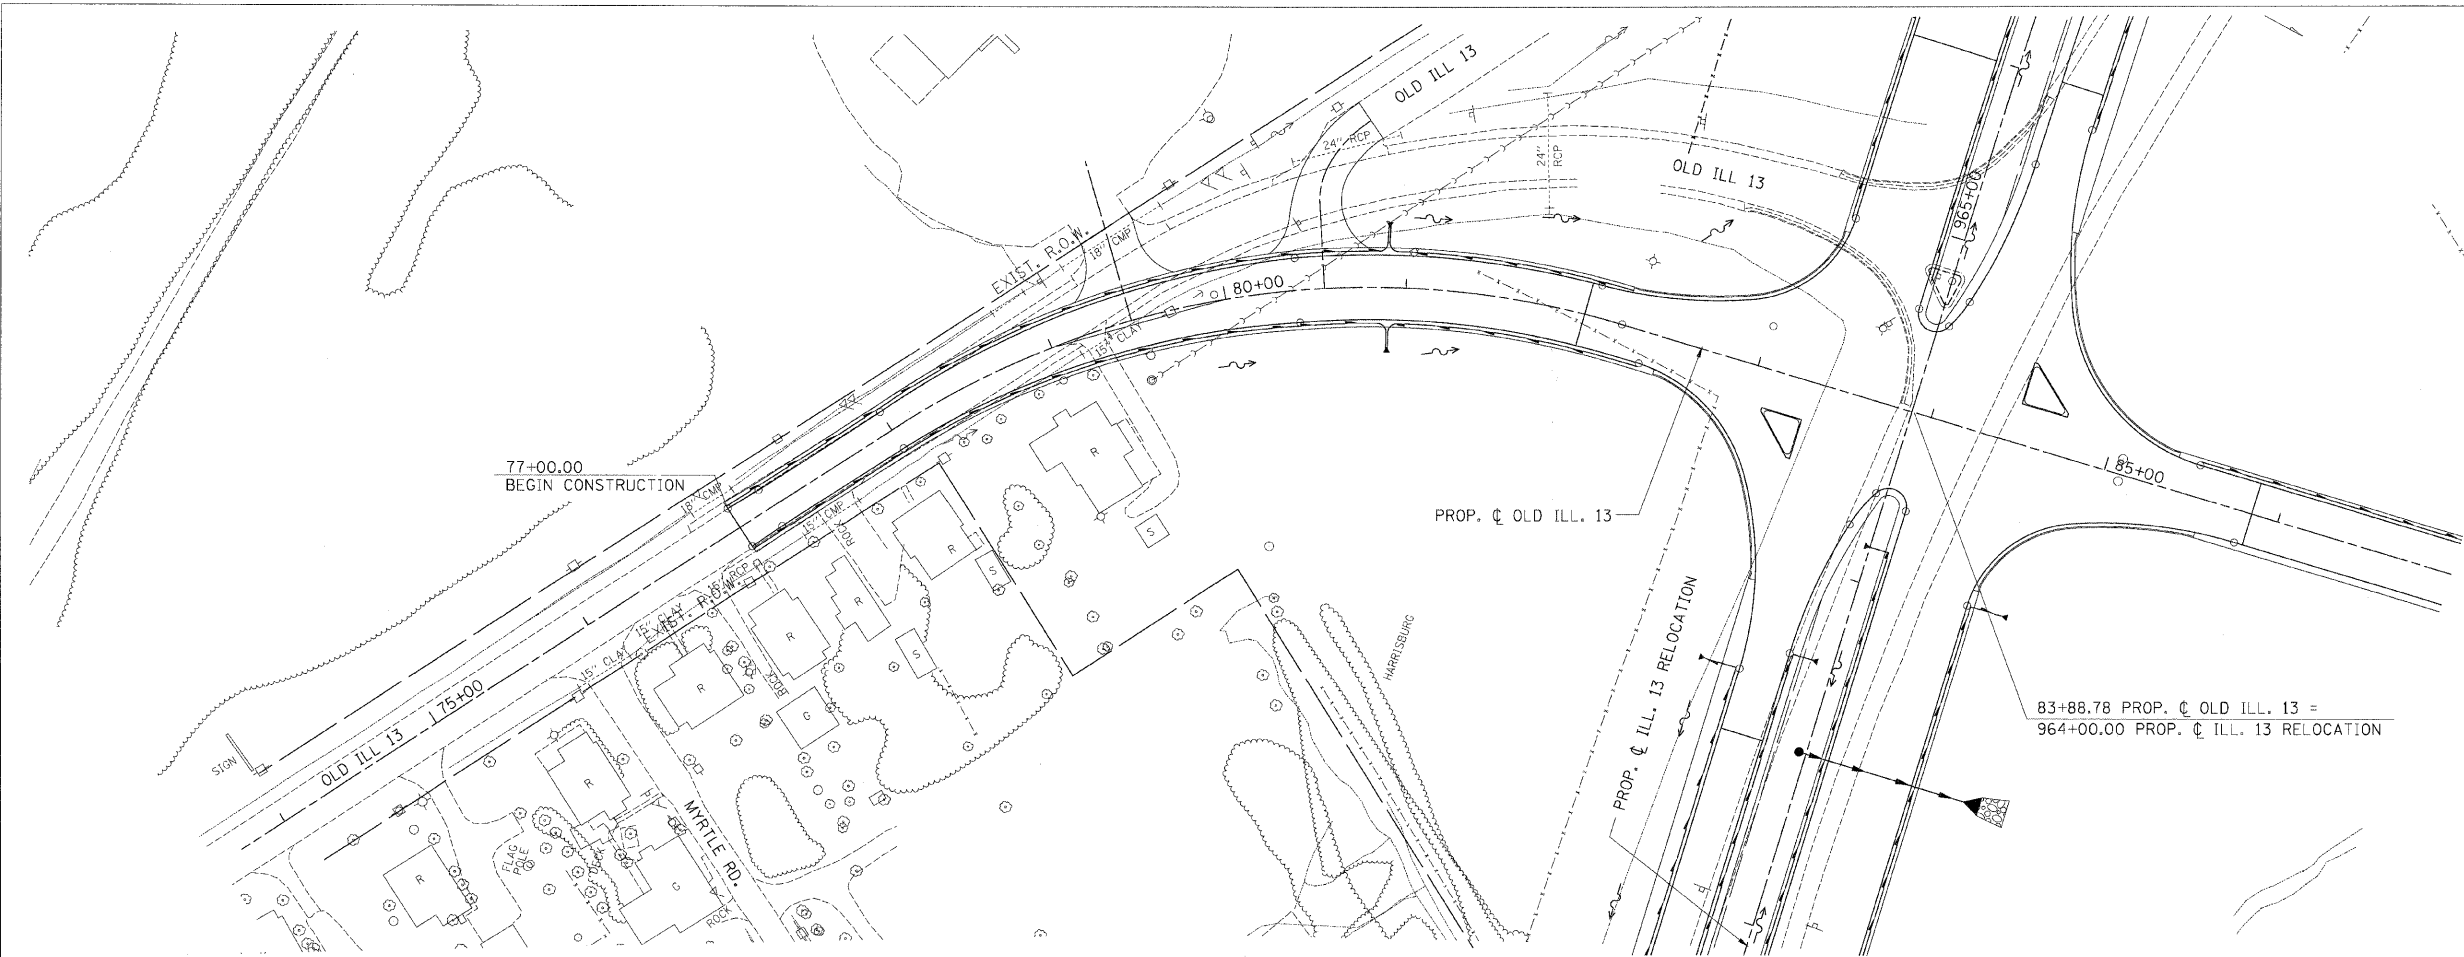 OLD ILL 13
24" RCP
24"
RCP
OLD ILL 13
965+00
EXIST. R.O.W.
18" CMP
80+00
15" CLAY
77+00.00
BEGIN CONSTRUCTION
18" CMP
15" CMP
ROCK
R
R
S
S
PROP. ℄ OLD ILL. 13
85+00
15" RCP
EXIST. R.O.W.
15" CLAY
15" CLAY
R
R
R
S
ROCK
G
HARRISBURG
PROP. ℄ ILL. 13 RELOCATION
83+88.78 PROP. ℄ OLD ILL. 13 =
964+00.00 PROP. ℄ ILL. 13 RELOCATION
75+00
OLD ILL 13
SIGN
MYRTLE RD.
R
FLAG
POLE
DECK
R
G
ROCK